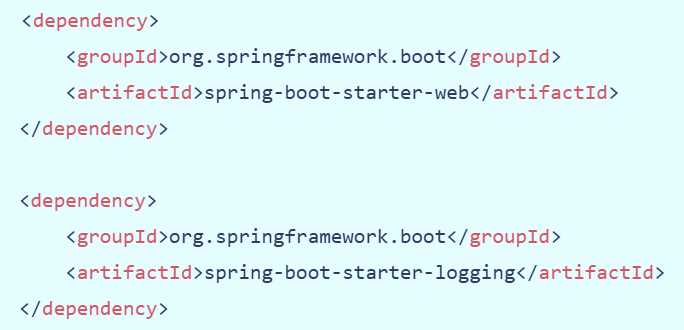 <dependency>
    <groupId>org.springframework.boot</groupId>
    <artifactId>spring-boot-starter-web</artifactId>
</dependency>

<dependency>
    <groupId>org.springframework.boot</groupId>
    <artifactId>spring-boot-starter-logging</artifactId>
</dependency>